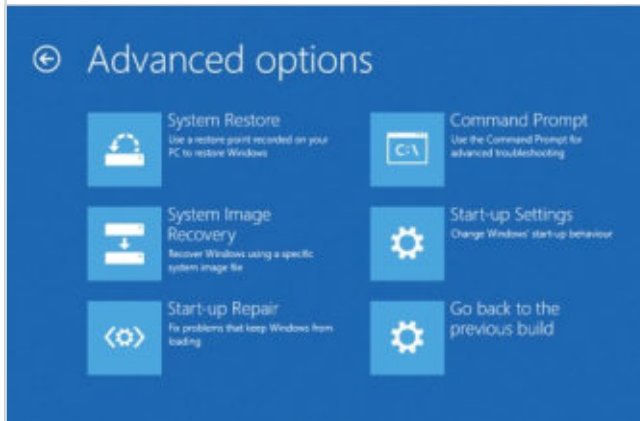 Advanced options
System Restore
Use a restore point recorded on your
PC to restore Windows
System Image
Recovery
Recover Windows using a specific
system image file
Start-up Repair
Fix problems that keep Windows from
loading
Command Prompt
Use the Command Prompt for
advanced troubleshooting
C:\
Start-up Settings
Change Windows' start-up behaviour
Go back to the
previous build